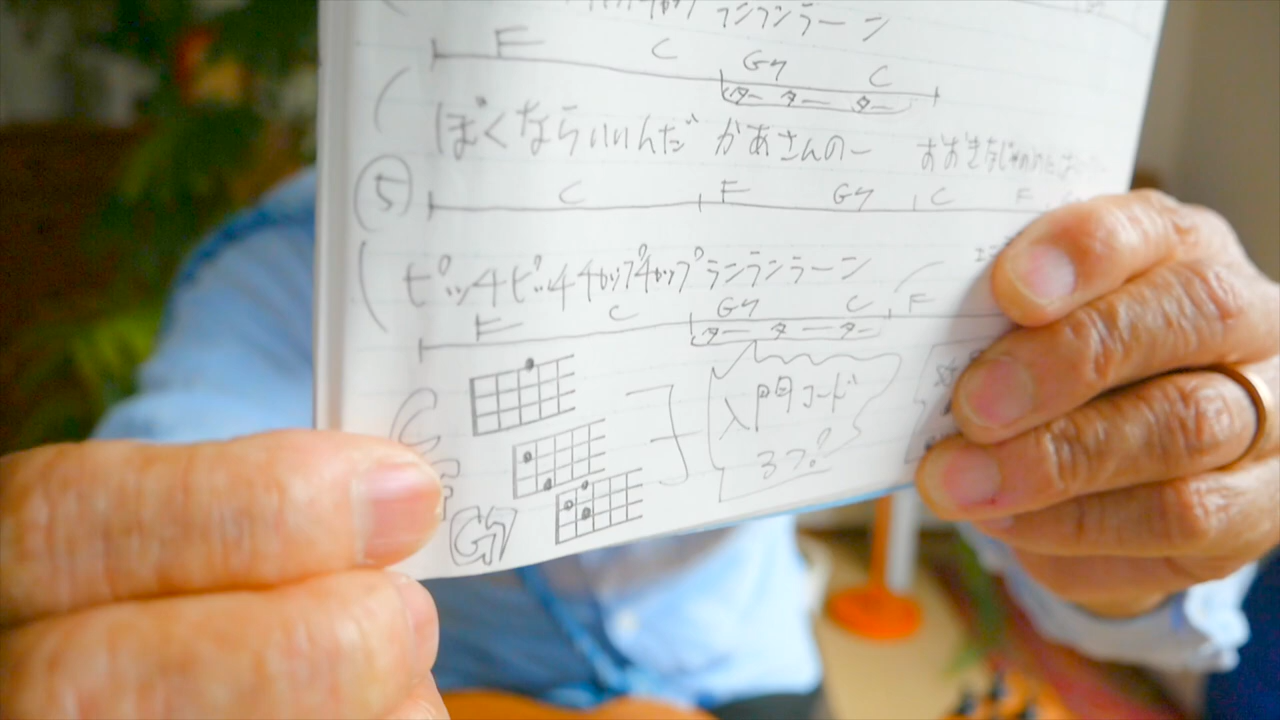 ランランラーン
F C G7 C
ター ター ター
ぼくならいいんだ かあさんの一 おおきなじゃのめに
⑤ C F G7 C F
ピッチピッチチャップチャップランランラーン
F C G7 C F
ター ター ター
C
入門コード
3つ!
G7